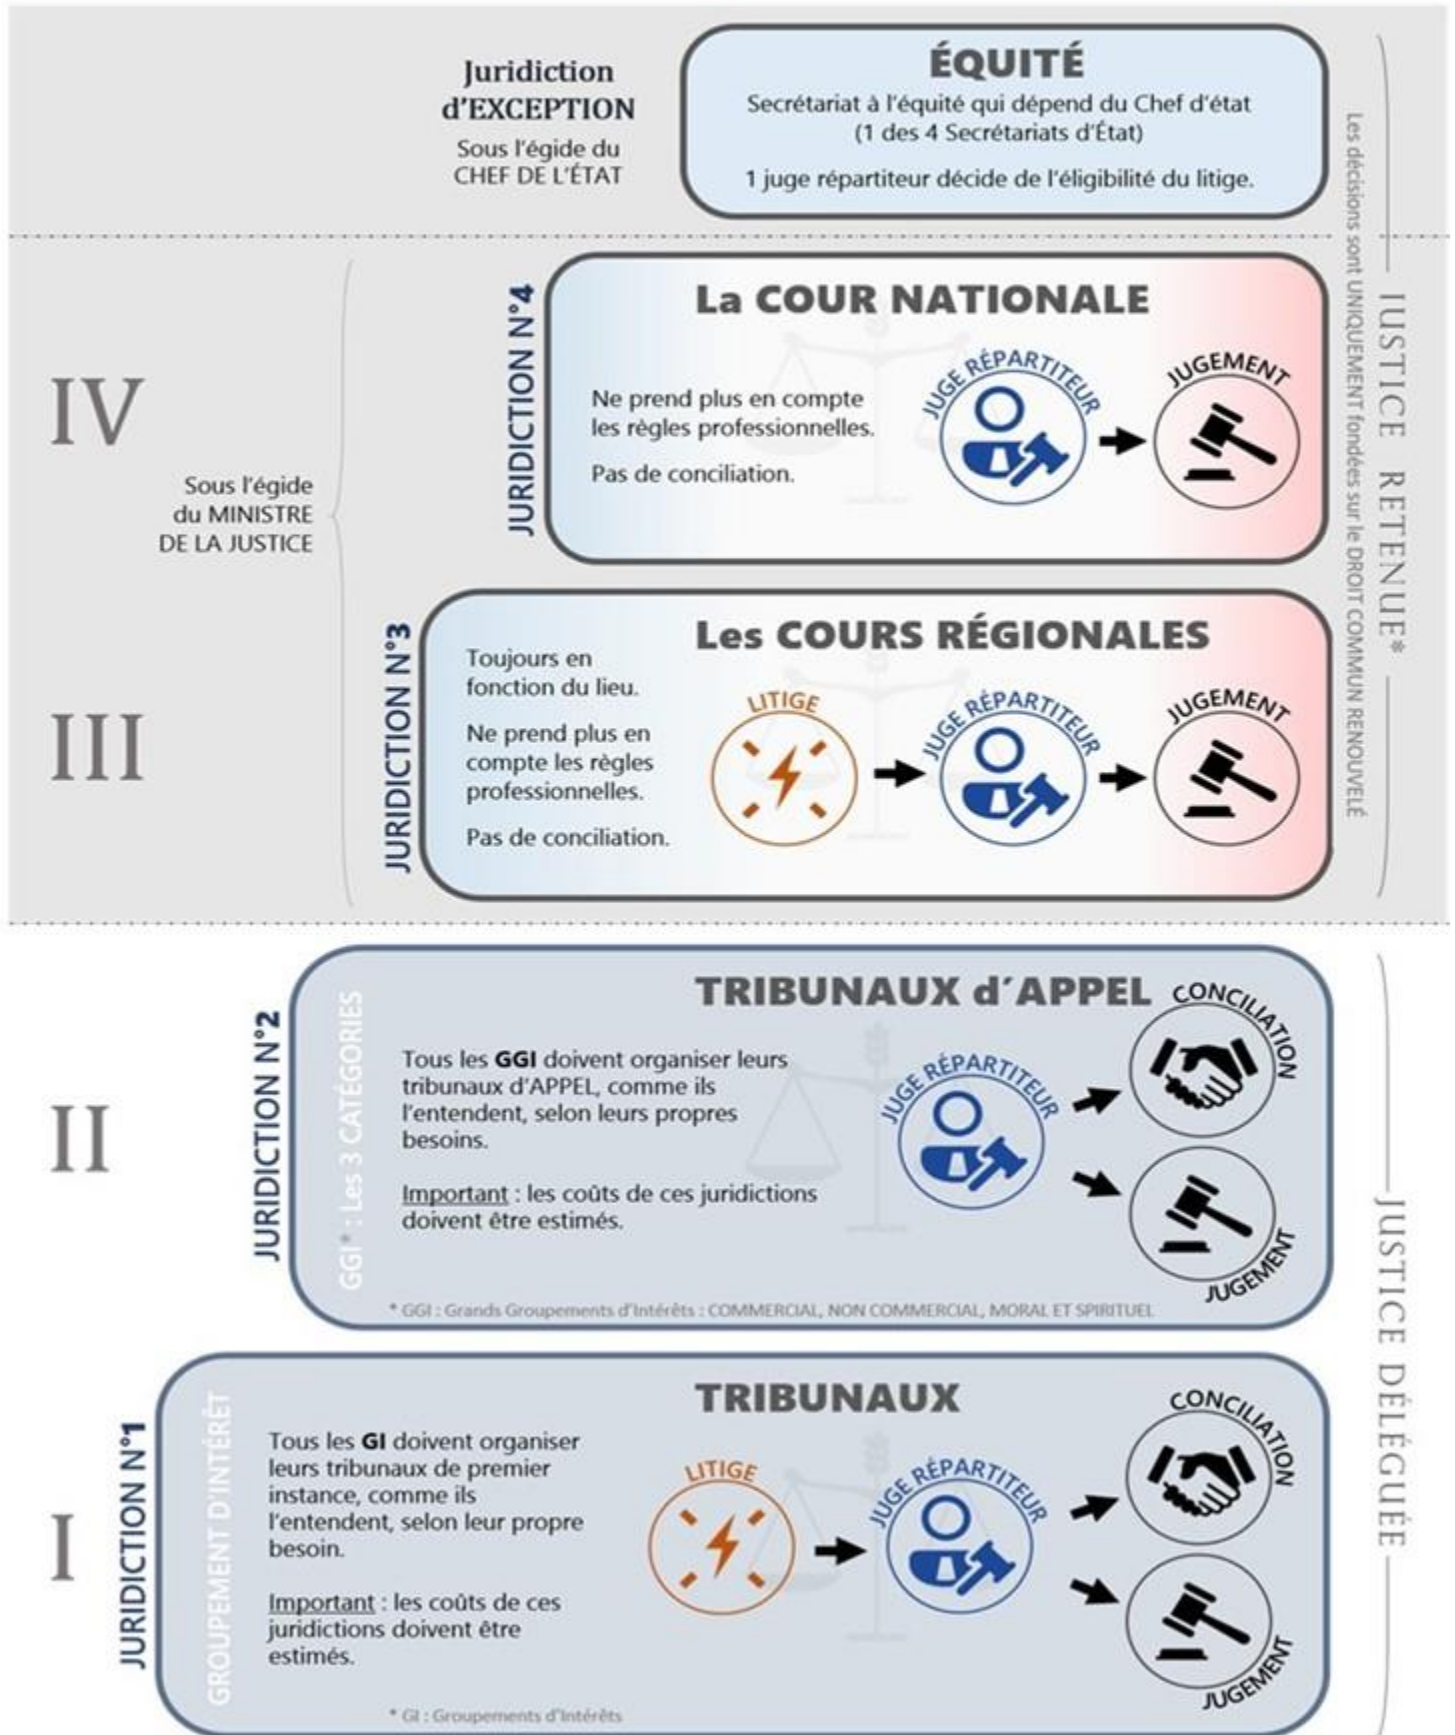 Juridiction
d'EXCEPTION
Sous l'égide du
CHEF DE L'ÉTAT
ÉQUITÉ
Secrétariat à l'équité qui dépend du Chef d'état
(1 des 4 Secrétariats d'État)
1 juge répartiteur décide de l'éligibilité du litige.
Les décisions sont UNIQUEMENT fondées sur le DROIT COMMUN RENOUVELÉ
JUSTICE RETENUE*
IV
Sous l'égide
du MINISTRE
DE LA JUSTICE
JURIDICTION N°4
La COUR NATIONALE
Ne prend plus en compte
les règles professionnelles.
Pas de conciliation.
JUGE RÉPARTITEUR
JUGEMENT
III
JURIDICTION N°3
Les COURS RÉGIONALES
Toujours en
fonction du lieu.
Ne prend plus en
compte les règles
professionnelles.
Pas de conciliation.
LITIGE
JUGE RÉPARTITEUR
JUGEMENT
II
JURIDICTION N°2
GGI* : Les 3 CATÉGORIES
TRIBUNAUX d'APPEL
Tous les GGI doivent organiser leurs
tribunaux d'APPEL, comme ils
l'entendent, selon leurs propres
besoins.
Important : les coûts de ces juridictions
doivent être estimés.
JUGE RÉPARTITEUR
CONCILIATION
JUGEMENT
* GGI : Grands Groupements d'Intérêts : COMMERCIAL, NON COMMERCIAL, MORAL ET SPIRITUEL
JUSTICE DÉLÉGUÉE
I
JURIDICTION N°1
GROUPEMENT D'INTÉRÊT
TRIBUNAUX
Tous les GI doivent organiser
leurs tribunaux de premier
instance, comme ils
l'entendent, selon leur propre
besoin.
Important : les coûts de ces
juridictions doivent être
estimés.
LITIGE
JUGE RÉPARTITEUR
CONCILIATION
JUGEMENT
* GI : Groupements d'Intérêts